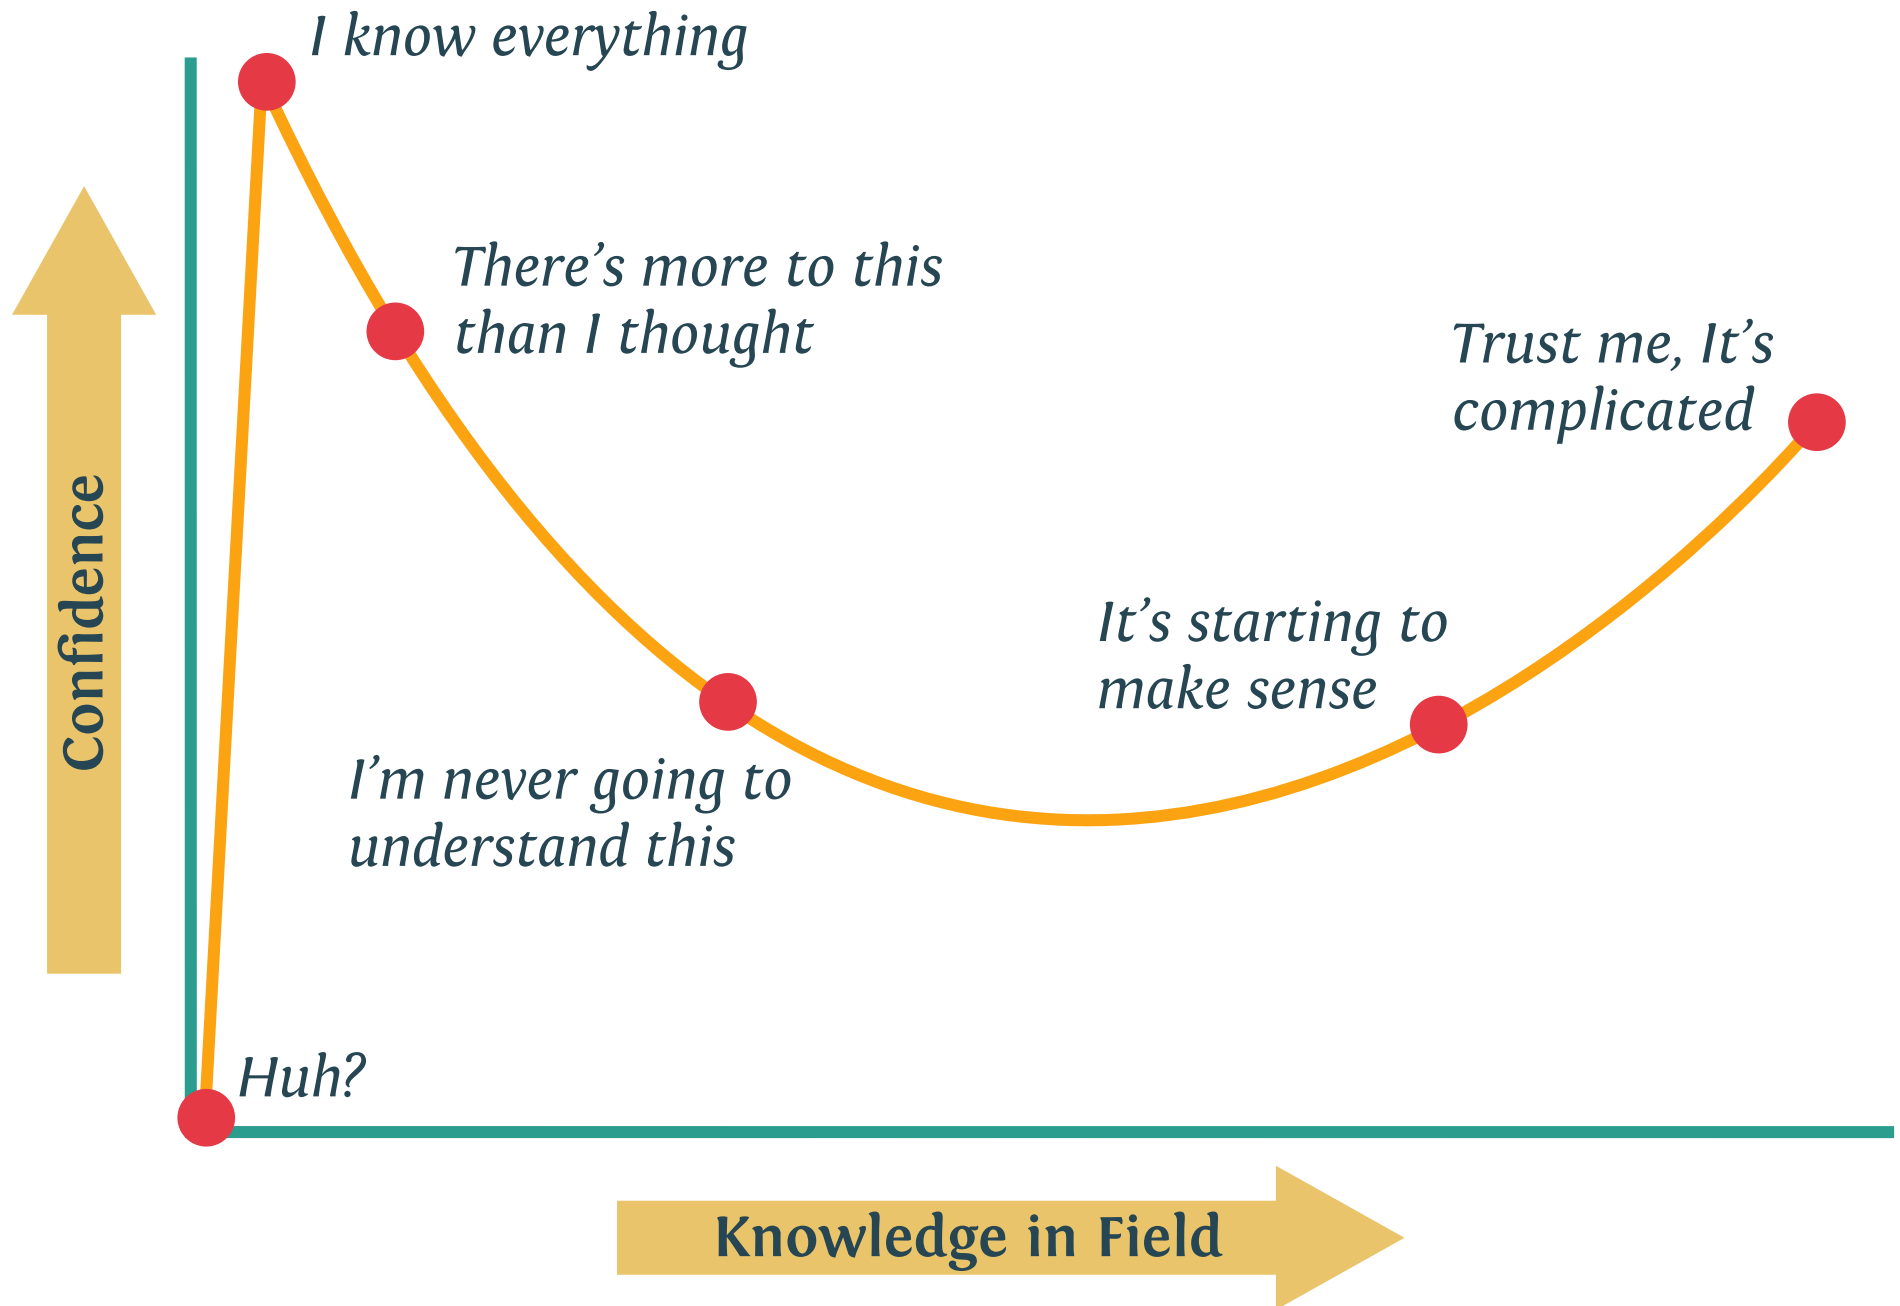 I know everything
There’s more to this
than I thought
Trust me, It’s
complicated
Confidence
It’s starting to
make sense
I’m never going to
understand this
Huh?
Knowledge in Field